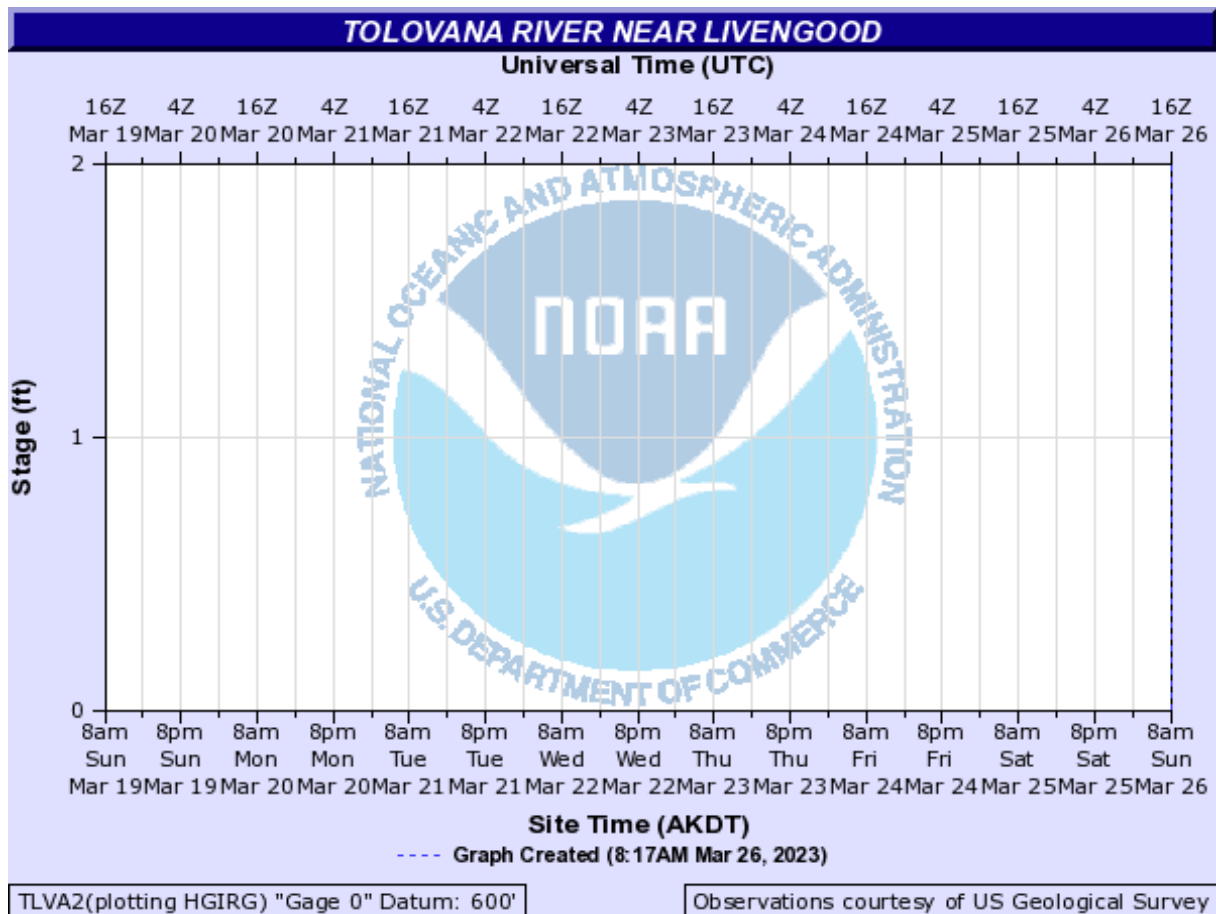 TOLOVANA RIVER NEAR LIVENGOOD
Universal Time (UTC)
16Z 4Z 16Z 4Z 16Z 4Z 16Z 4Z 16Z 4Z 16Z 4Z 16Z 4Z 16Z
Mar 19 Mar 20 Mar 20 Mar 21 Mar 21 Mar 22 Mar 22 Mar 23 Mar 23 Mar 24 Mar 24 Mar 25 Mar 25 Mar 26 Mar 26
2
NATIONAL OCEANIC AND ATMOSPHERIC ADMINISTRATION
NOAA
Stage (ft)
1
U.S. DEPARTMENT OF COMMERCE
0
8am 8pm 8am 8pm 8am 8pm 8am 8pm 8am 8pm 8am 8pm 8am 8pm 8am
Sun Sun Mon Mon Tue Tue Wed Wed Thu Thu Fri Fri Sat Sat Sun
Mar 19 Mar 19 Mar 20 Mar 20 Mar 21 Mar 21 Mar 22 Mar 22 Mar 23 Mar 23 Mar 24 Mar 24 Mar 25 Mar 25 Mar 26
Site Time (AKDT)
---- Graph Created (8:17AM Mar 26, 2023)
TLVA2(plotting HGIRG) "Gage 0" Datum: 600'
Observations courtesy of US Geological Survey